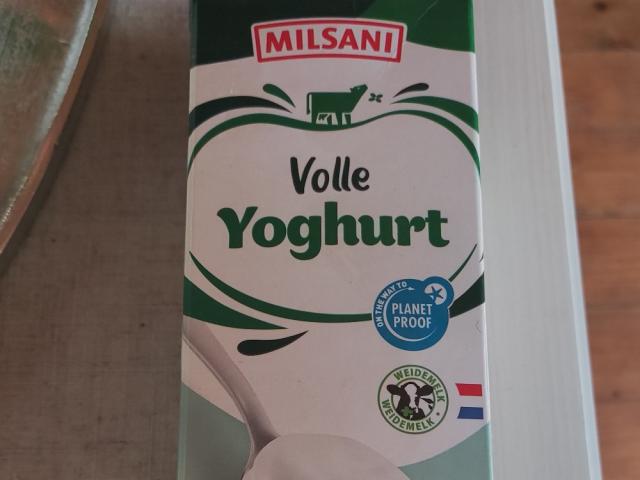 MILSANI
Volle
Yoghurt
ON THE WAY TO
PLANET
PROOF
WEIDEMELK
WEIDEMELK